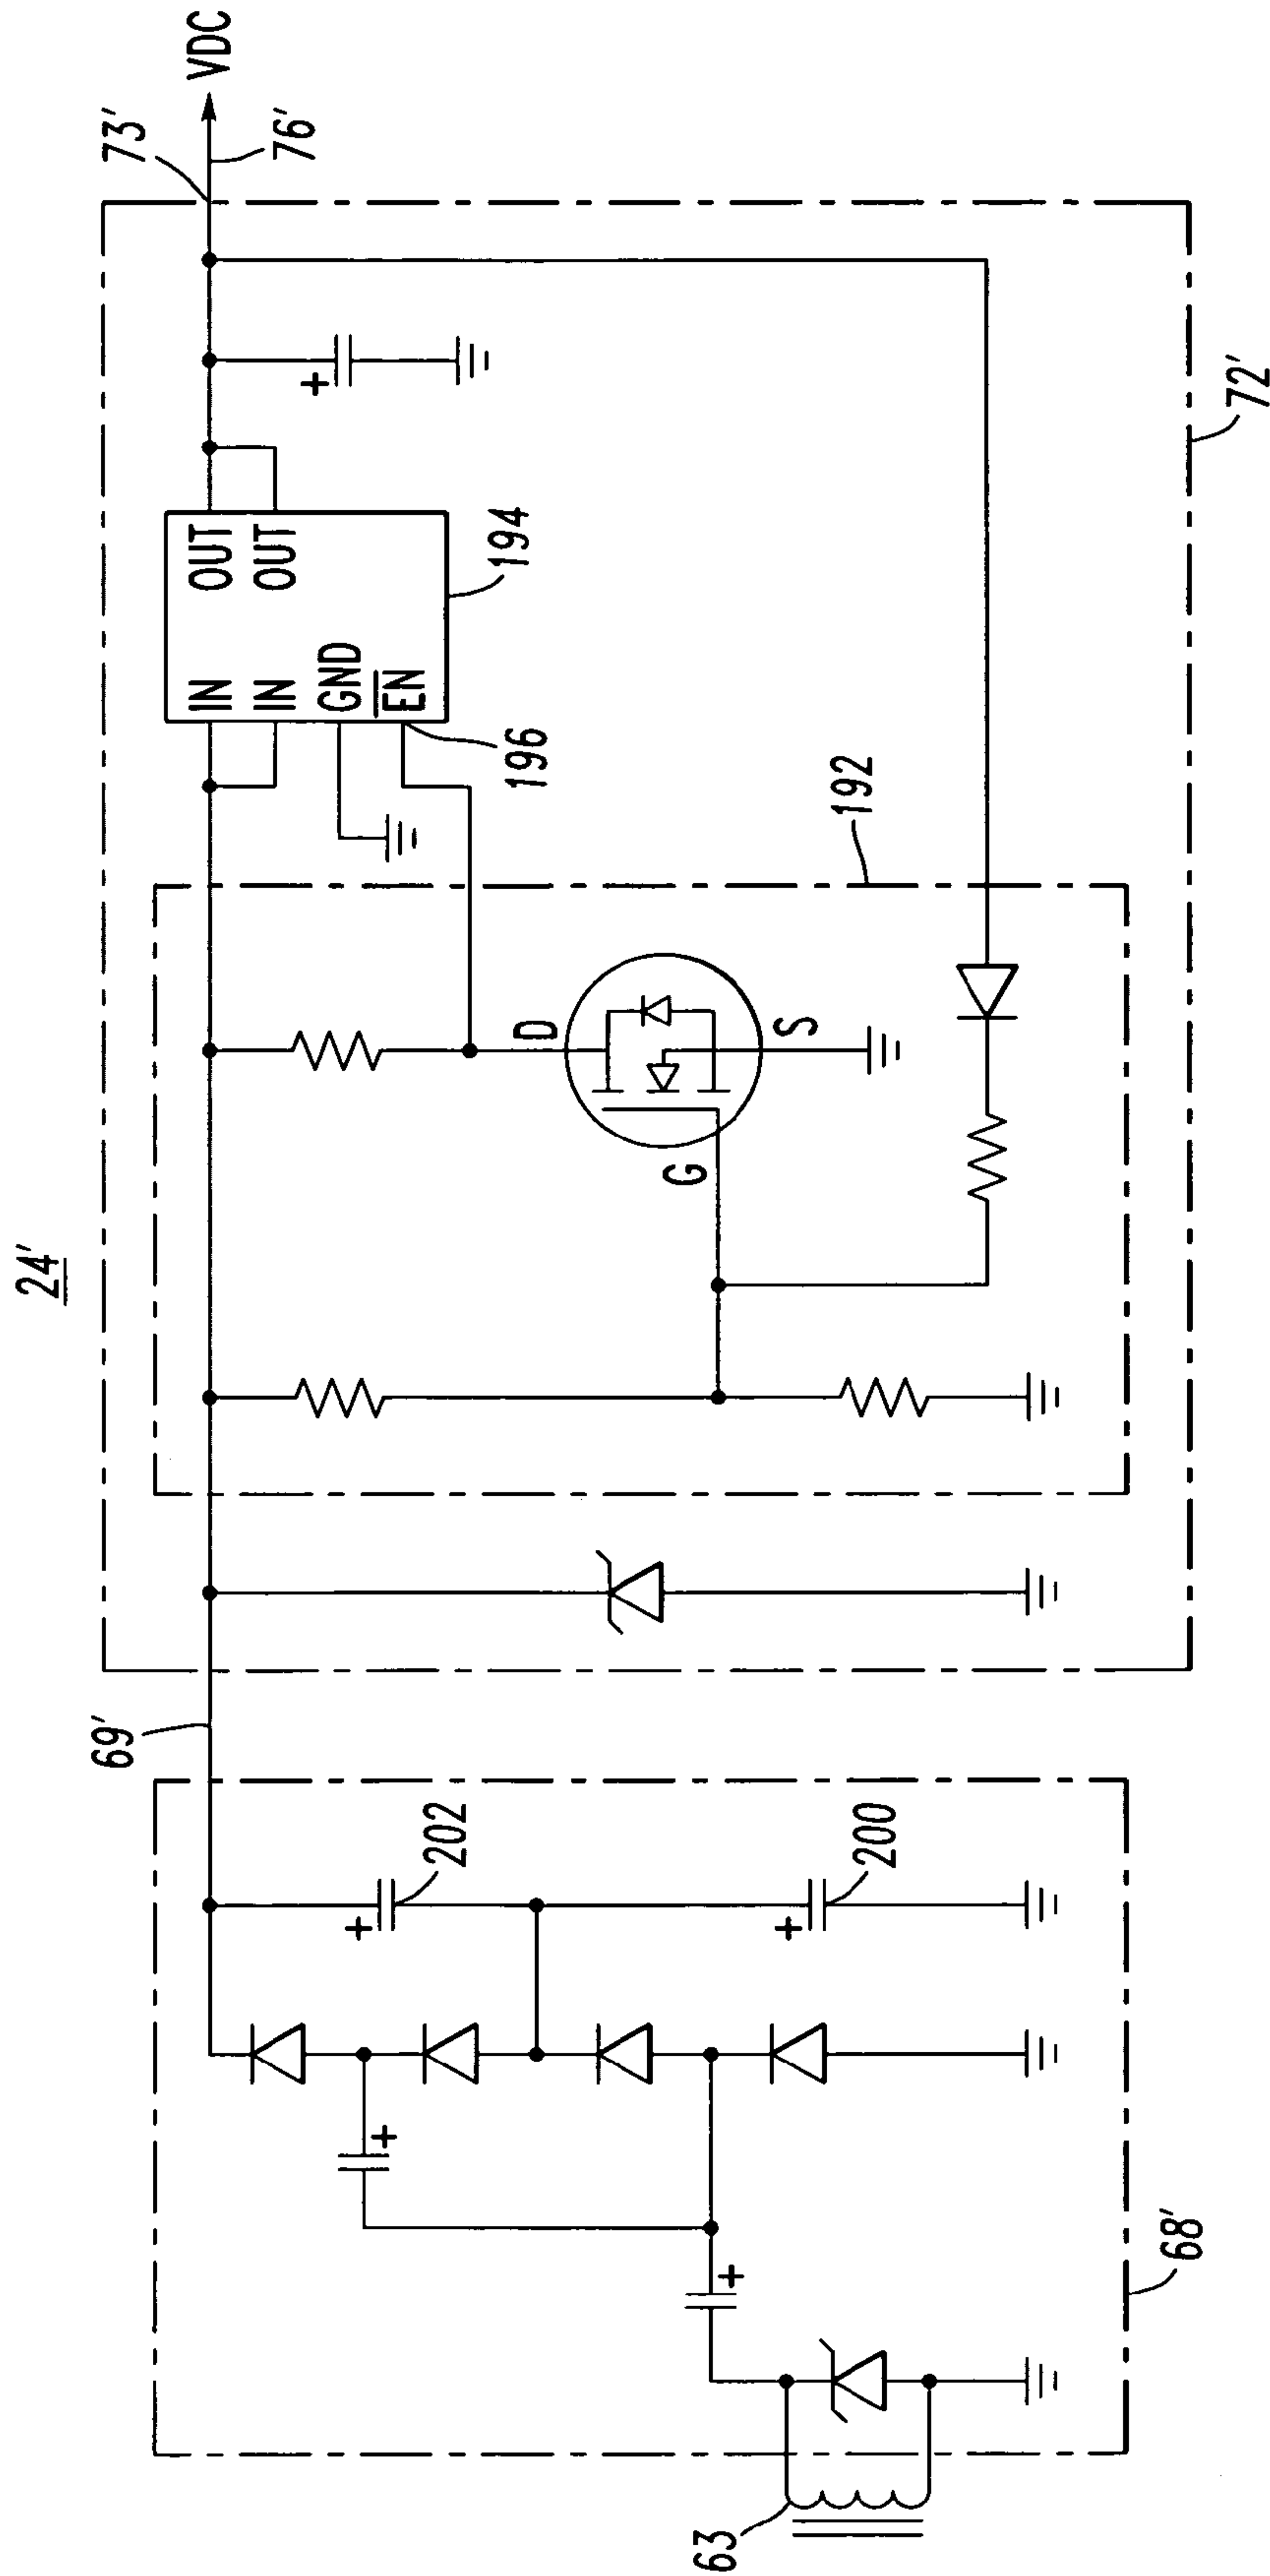 24'
69'
73'
VDC
76'
IN
IN
GND
EN
OUT
OUT
194
196
192
D
G
S
72'
+
202
+
200
+
+
+
63
68'